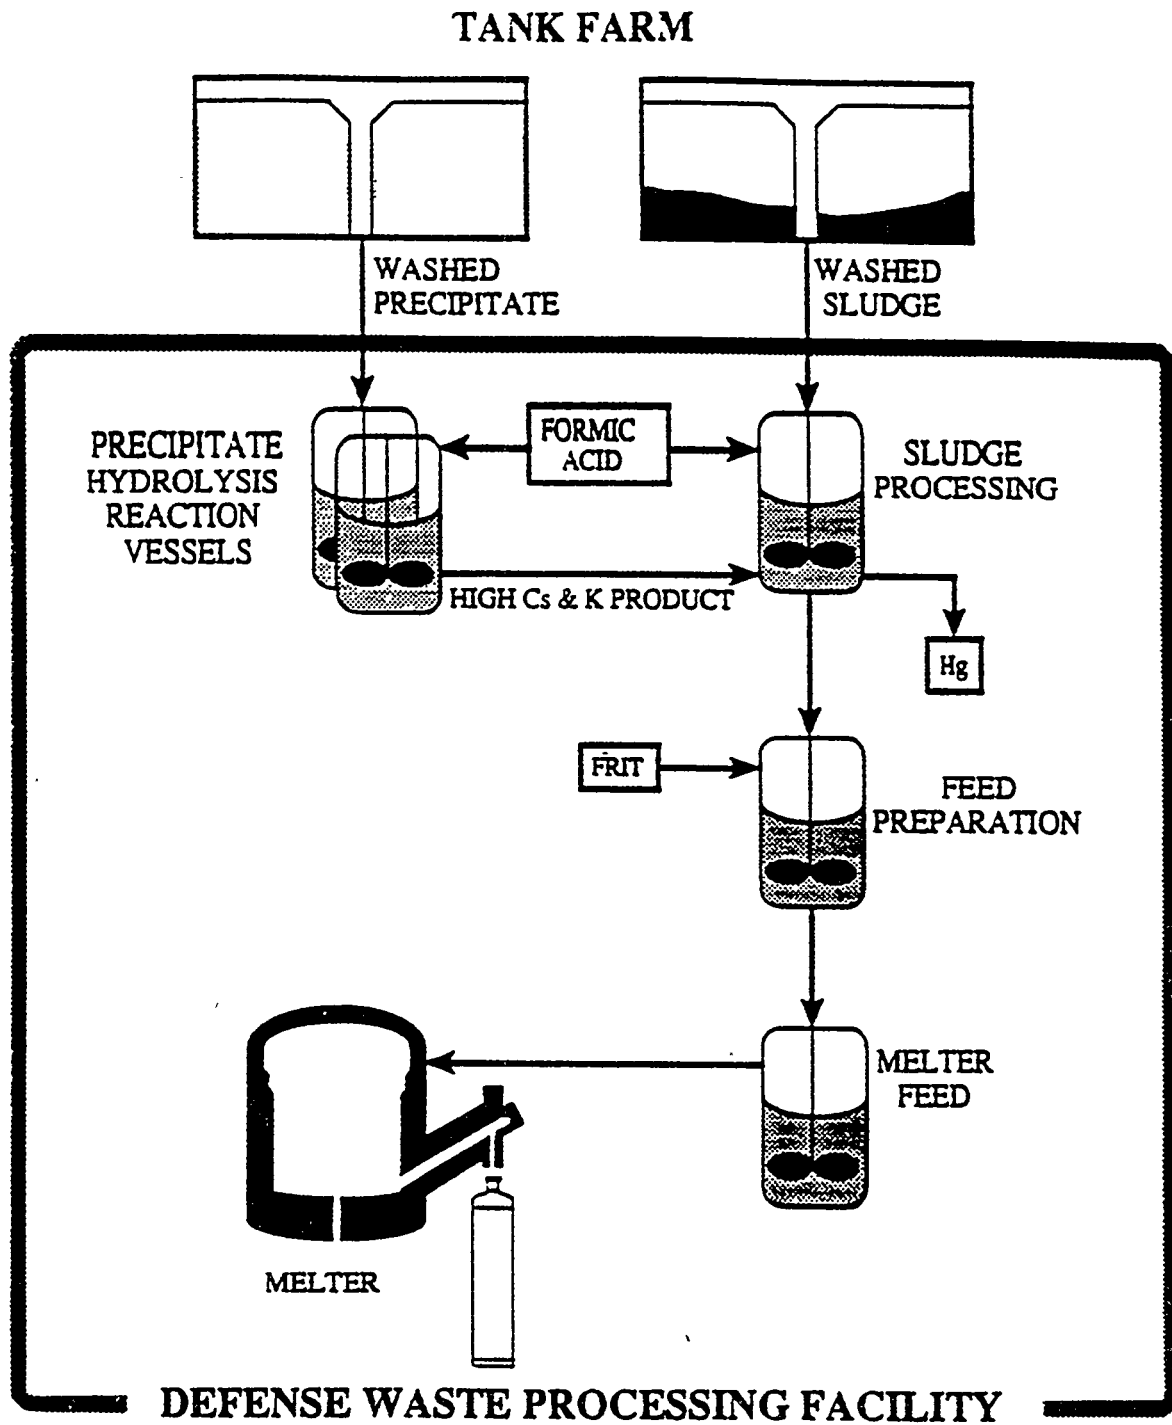 TANK FARM
WASHED
PRECIPITATE
WASHED
SLUDGE
PRECIPITATE
HYDROLYSIS
REACTION
VESSELS
FORMIC
ACID
SLUDGE
PROCESSING
HIGH Cs & K PRODUCT
Hg
FRIT
FEED
PREPARATION
MELTER
FEED
MELTER
DEFENSE WASTE PROCESSING FACILITY